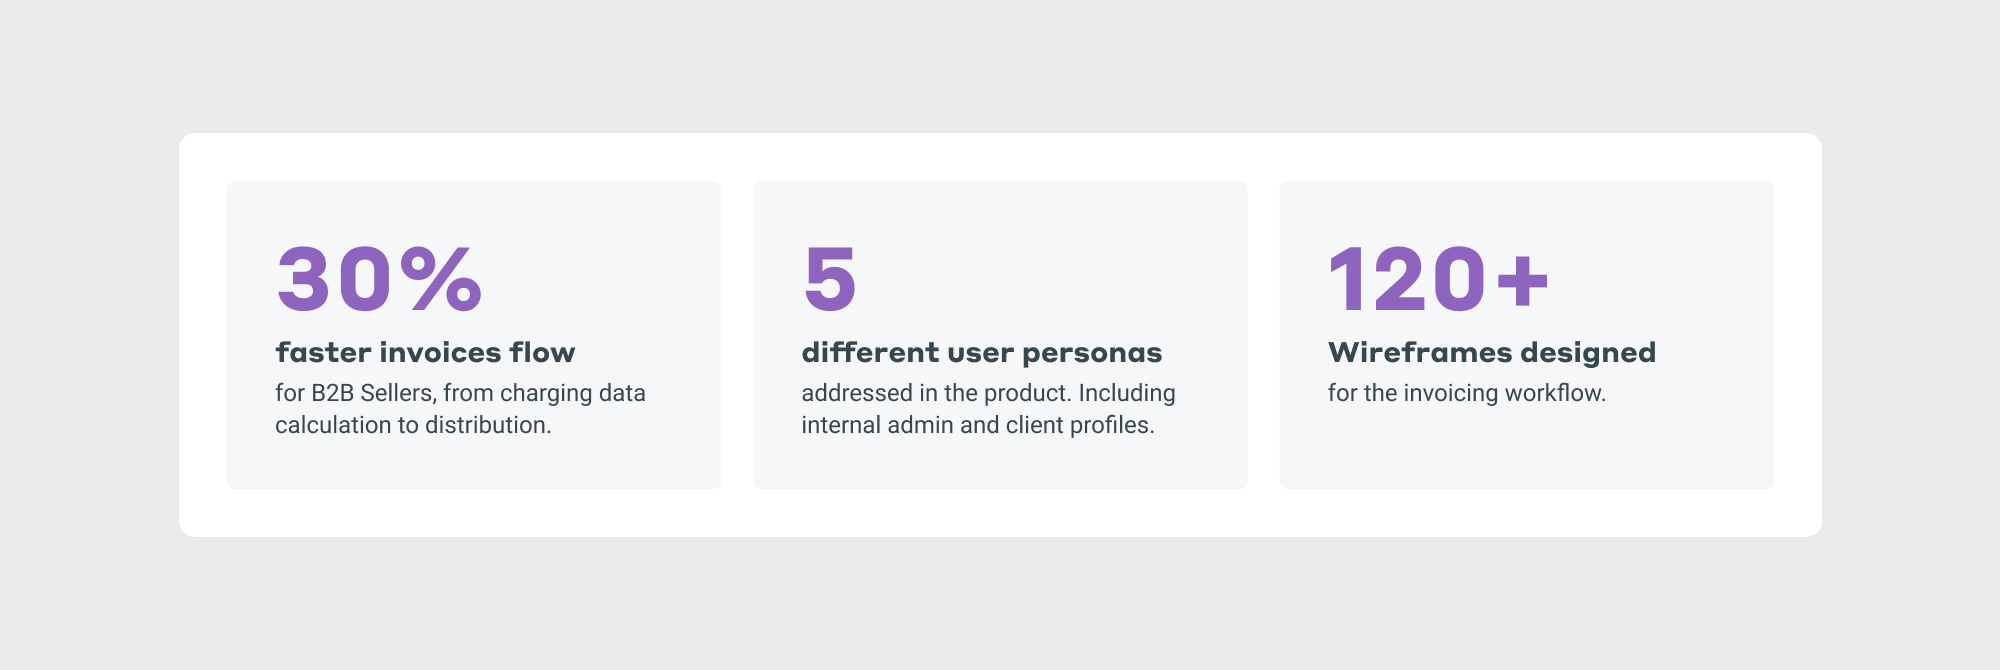 30%
faster invoices flow
for B2B Sellers, from charging data
calculation to distribution.
5
different user personas
addressed in the product. Including
internal admin and client profiles.
120+
Wireframes designed
for the invoicing workflow.